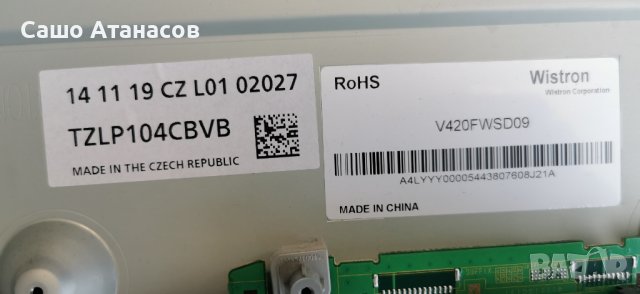 Сашо Атанасов
14 11 19 CZ L01 02027
TZLP104CBVB
MADE IN THE CZECH REPUBLIC
RoHS
Wistron
Wistron Corporation
V420FWSD09
A4LYYY00005443807608J21A
MADE IN CHINA